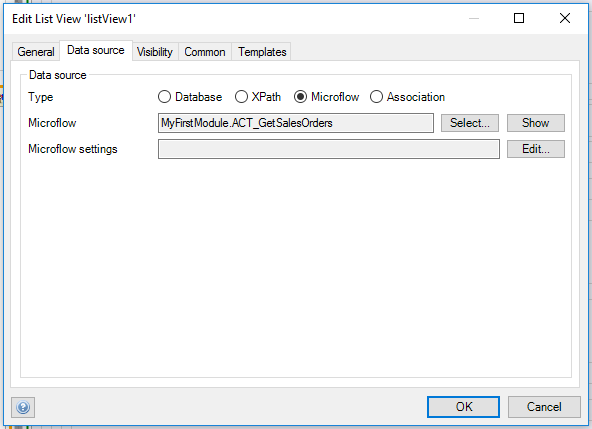 Edit List View 'listView1'
General Data source Visibility Common Templates
Data source
Type Database XPath Microflow Association
Microflow MyFirstModule.ACT_GetSalesOrders Select... Show
Microflow settings Edit...
OK Cancel